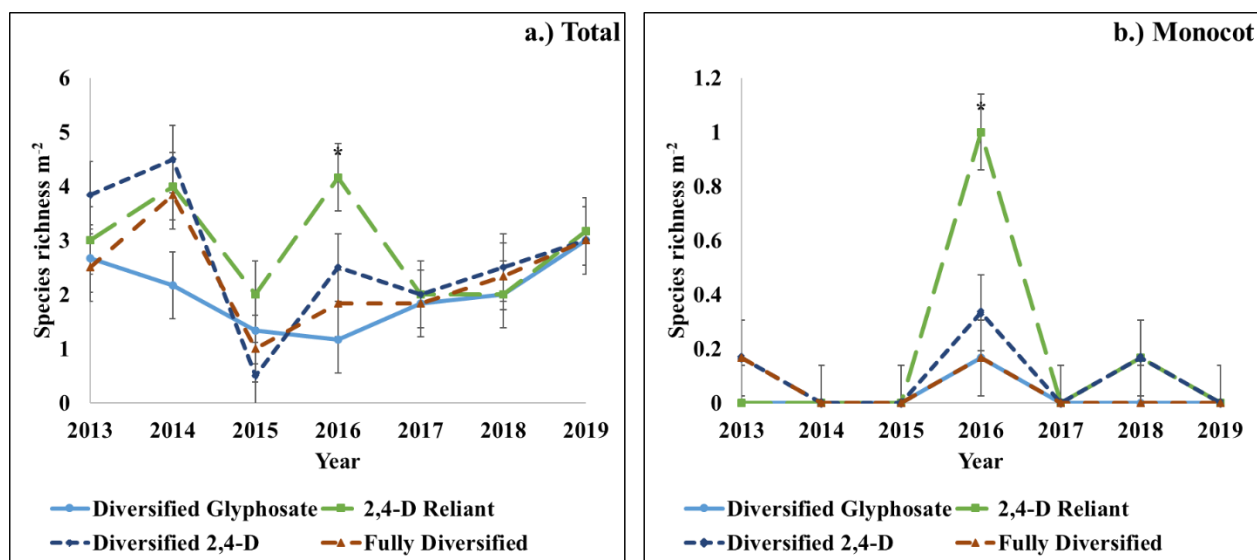 a.) Total
Species richness m-2
6
5
4
3
2
1
0
*
2013 2014 2015 2016 2017 2018 2019
Year
Diversified Glyphosate 2,4-D Reliant
Diversified 2,4-D Fully Diversified
b.) Monocot
Species richness m-2
1.2
1
0.8
0.6
0.4
0.2
0
*
2013 2014 2015 2016 2017 2018 2019
Year
Diversified Glyphosate 2,4-D Reliant
Diversified 2,4-D Fully Diversified